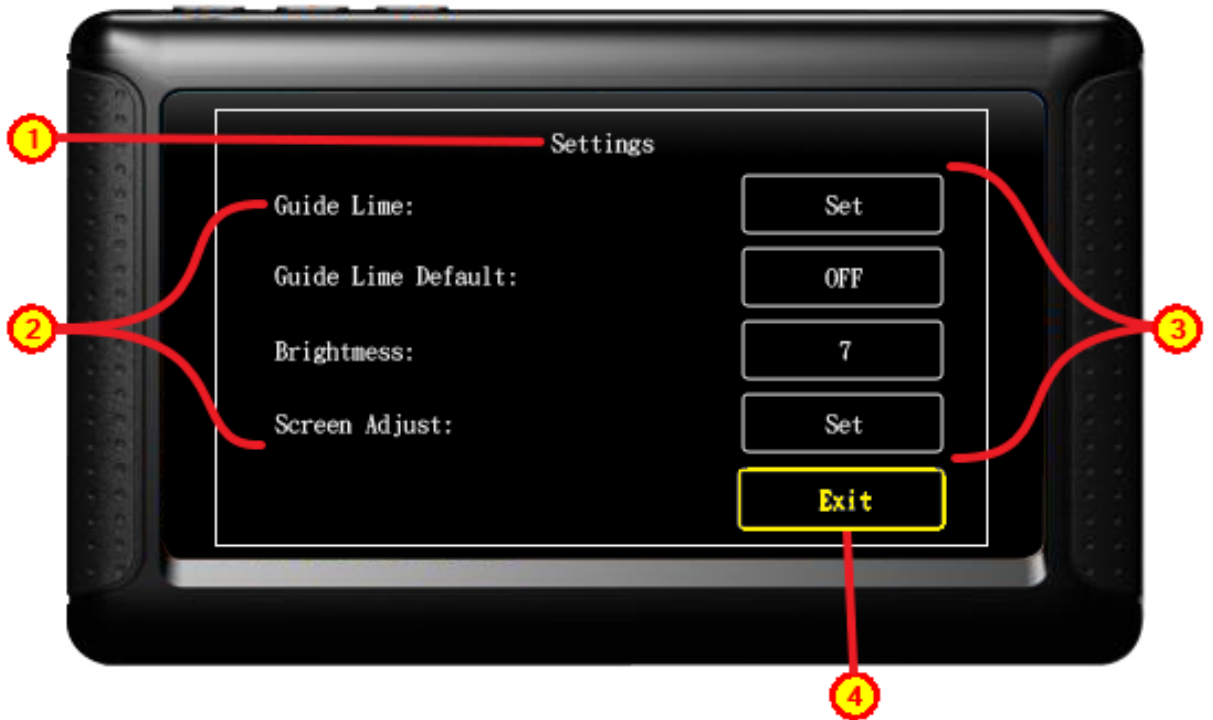 1
Settings
Guide Lime: Set
2
Guide Lime Default: OFF
3
Brightmess: 7
Screen Adjust: Set
Exit
4